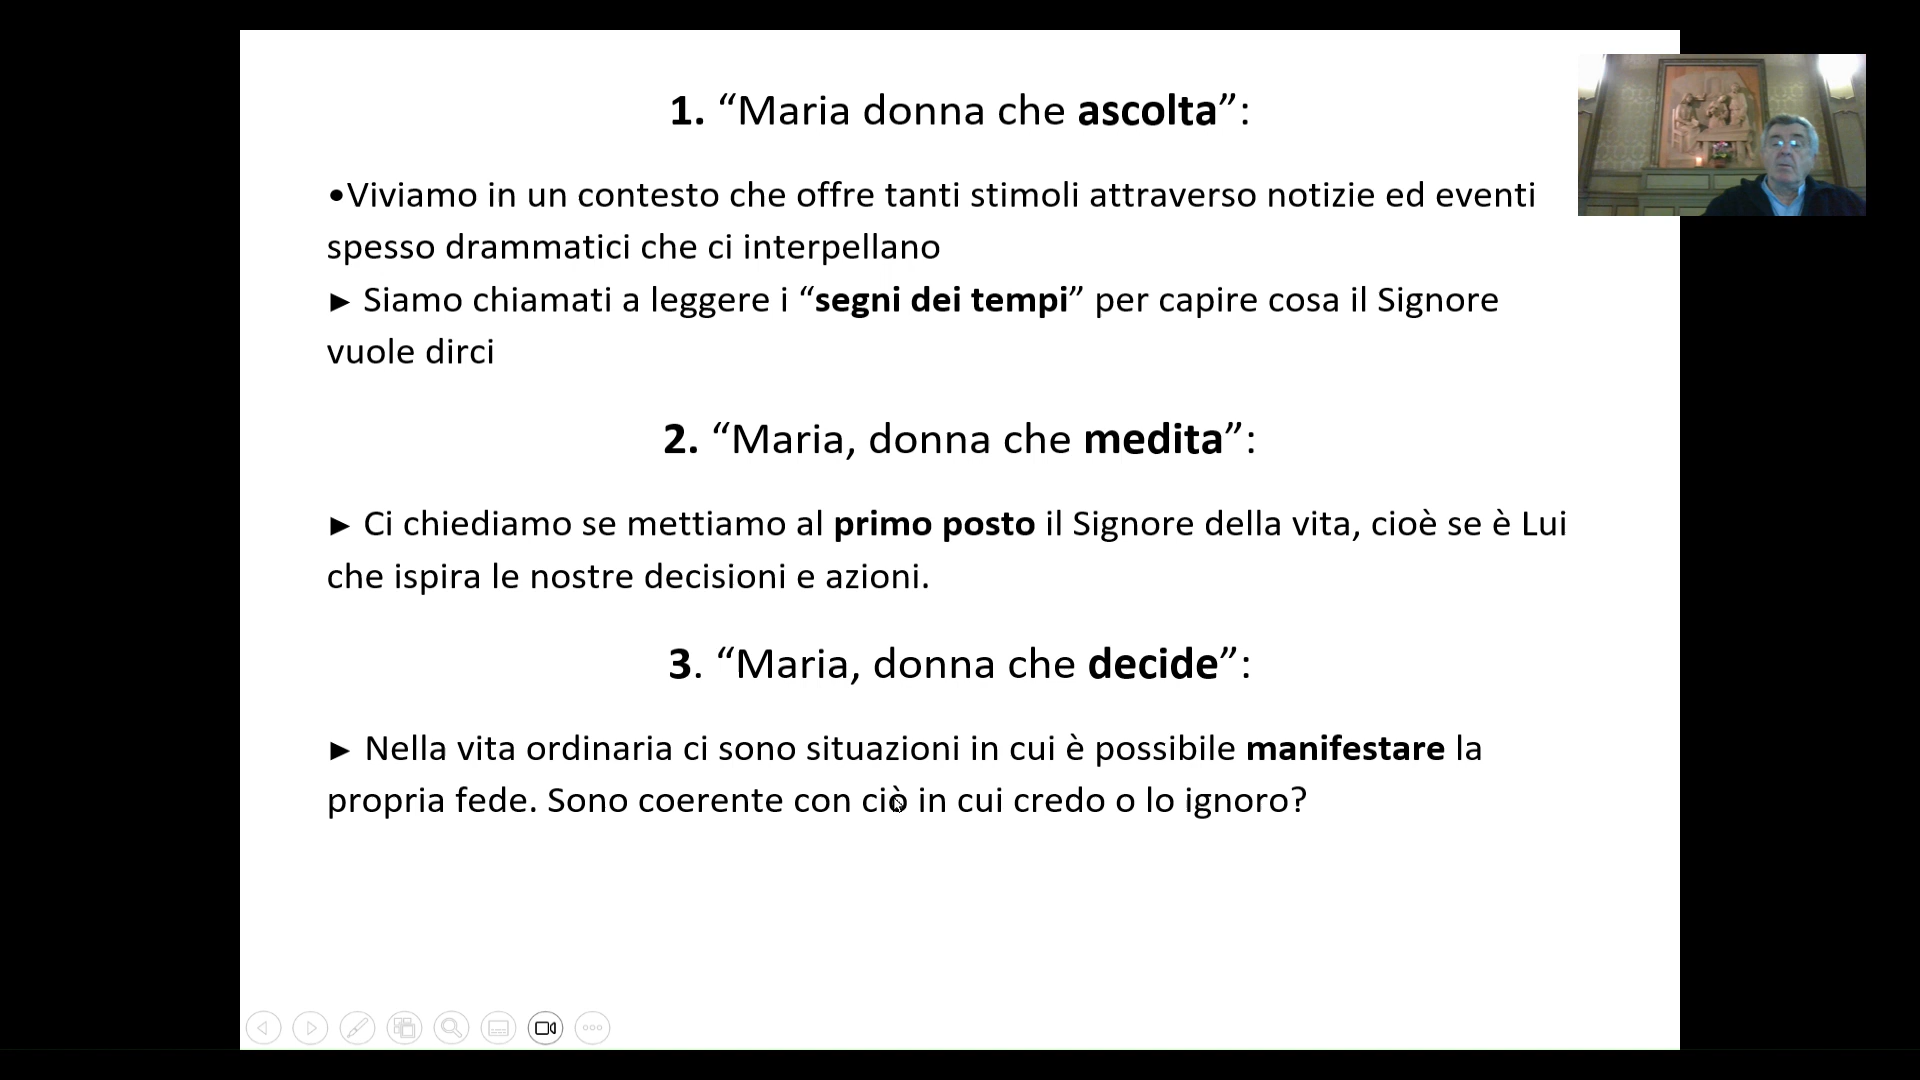 1. “Maria donna che ascolta”:
•Viviamo in un contesto che offre tanti stimoli attraverso notizie ed eventi
spesso drammatici che ci interpellano
► Siamo chiamati a leggere i “segni dei tempi” per capire cosa il Signore
vuole dirci
2. “Maria, donna che medita”:
► Ci chiediamo se mettiamo al primo posto il Signore della vita, cioè se è Lui
che ispira le nostre decisioni e azioni.
3. “Maria, donna che decide”:
► Nella vita ordinaria ci sono situazioni in cui è possibile manifestare la
propria fede. Sono coerente con ciò in cui credo o lo ignoro?